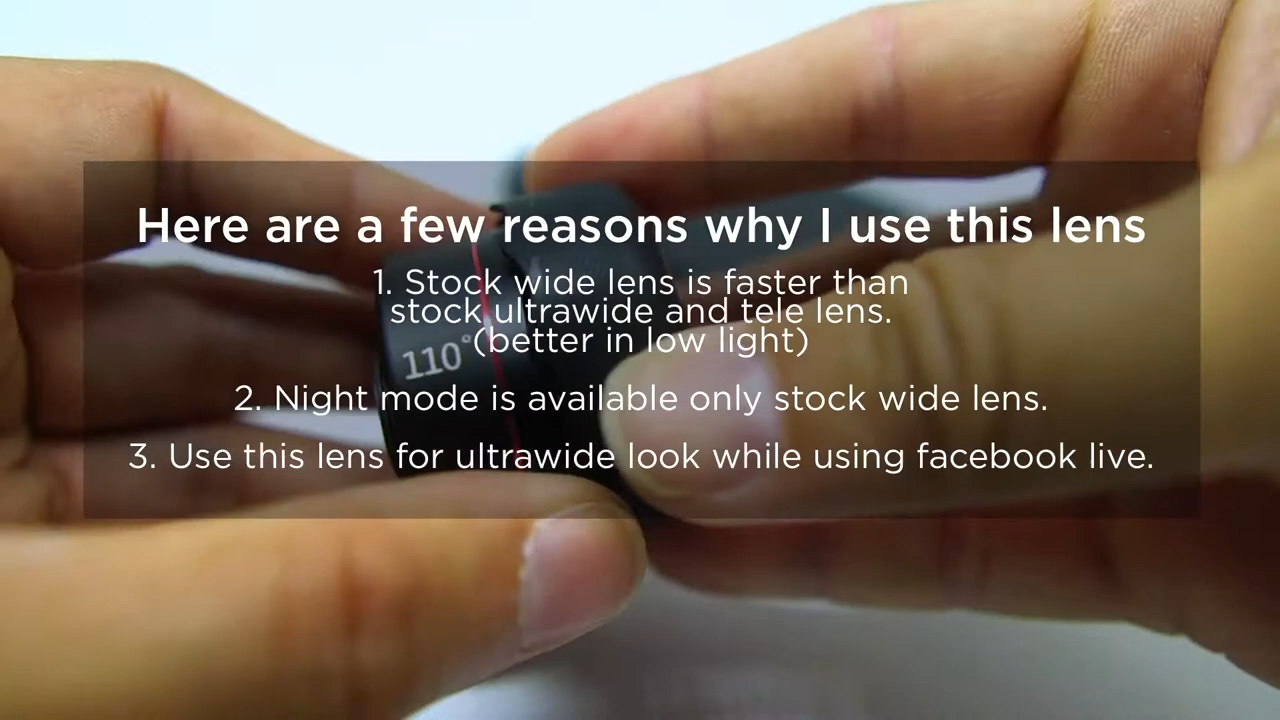 Here are a few reasons why I use this lens
1. Stock wide lens is faster than
stock ultrawide and tele lens.
(better in low light)
110°
2. Night mode is available only stock wide lens.
3. Use this lens for ultrawide look while using facebook live.